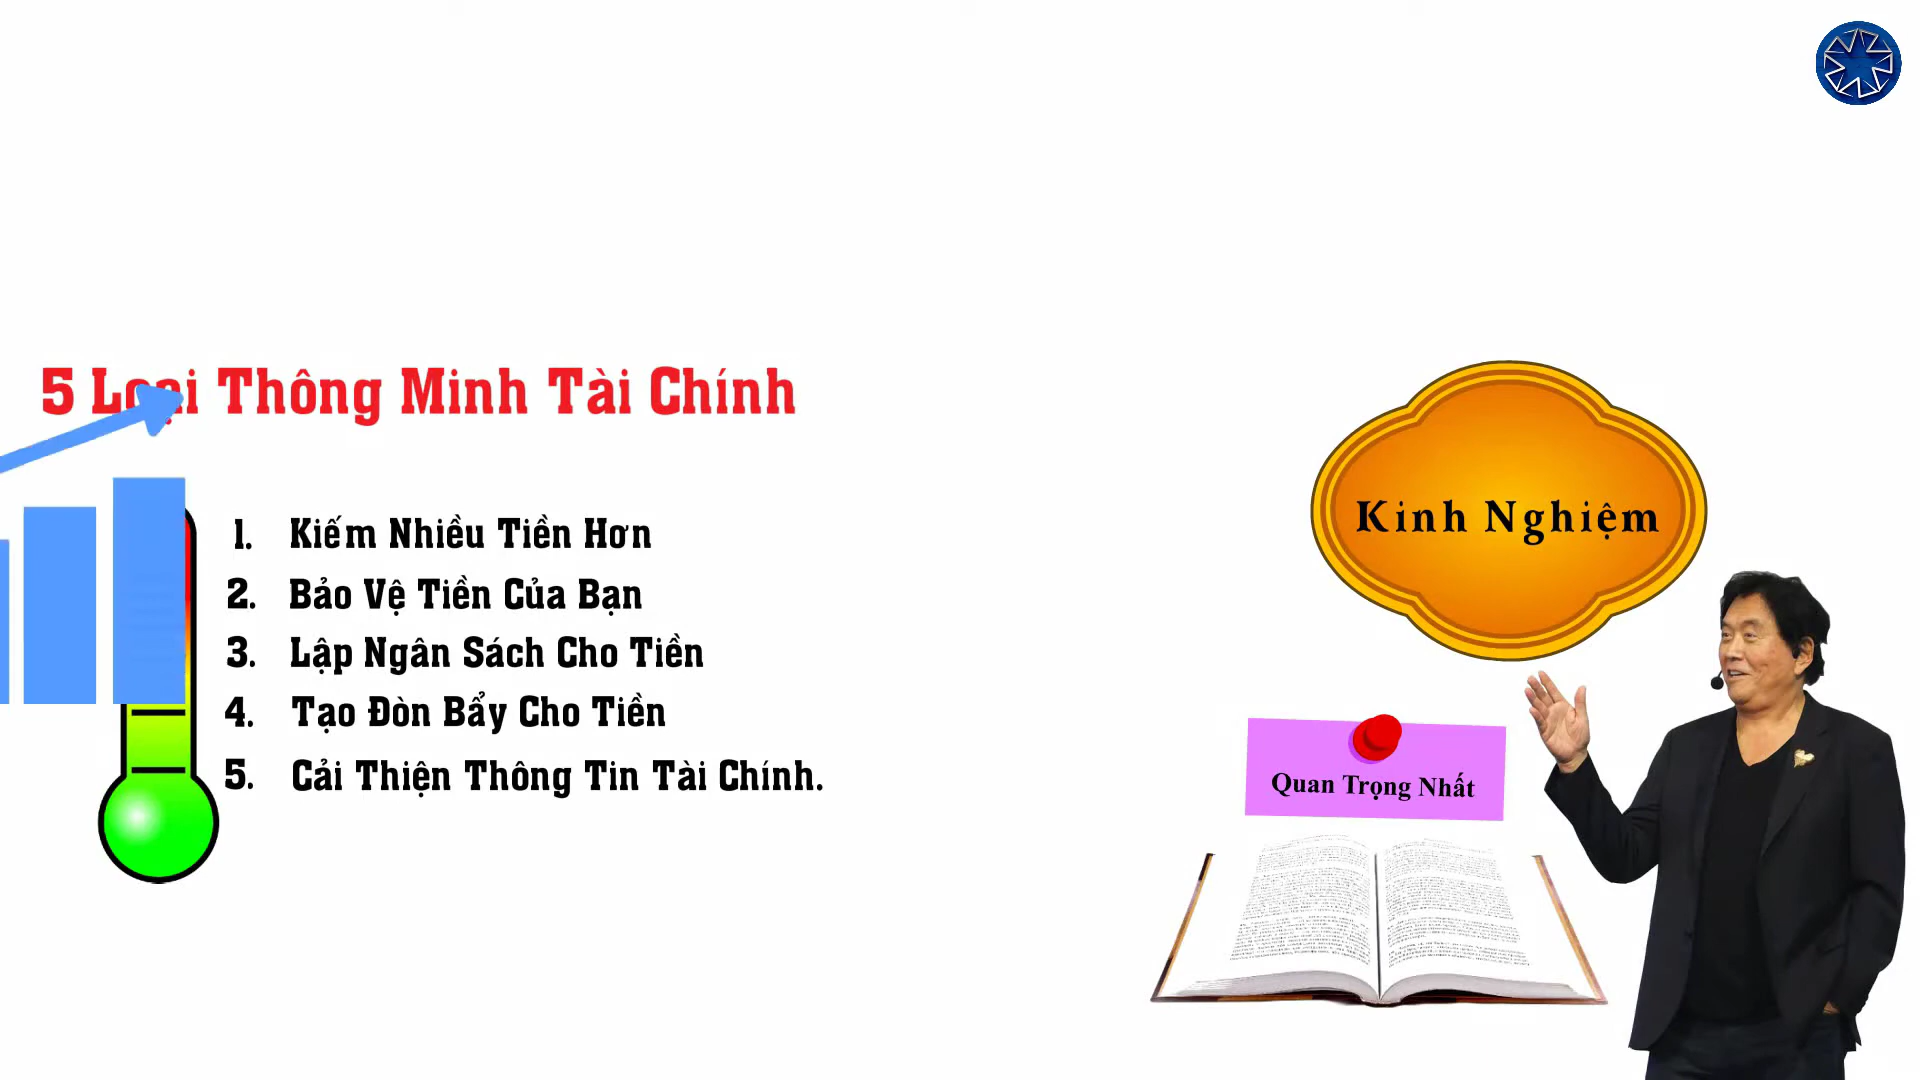 5 Loại Thông Minh Tài Chính
1. Kiếm Nhiều Tiền Hơn
2. Bảo Vệ Tiền Của Bạn
3. Lập Ngân Sách Cho Tiền
4. Tạo Đòn Bẩy Cho Tiền
5. Cải Thiện Thông Tin Tài Chính.
Kinh Nghiệm
Quan Trọng Nhất